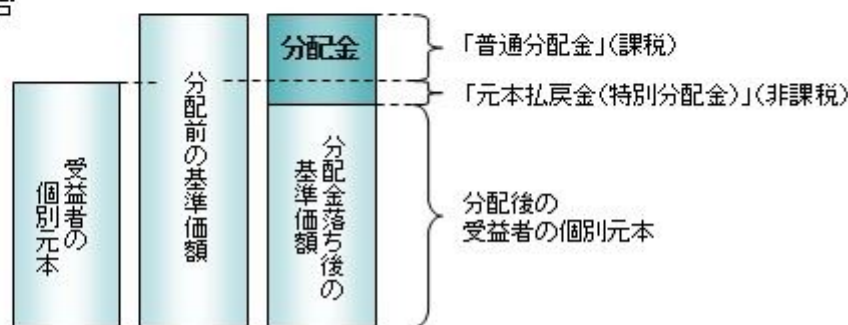 受益者の
個別元本
分配前の基準価額
分配金
分配金落ち後の
基準価額
「普通分配金」(課税)
「元本払戻金(特別分配金)」(非課税)
分配後の
受益者の個別元本